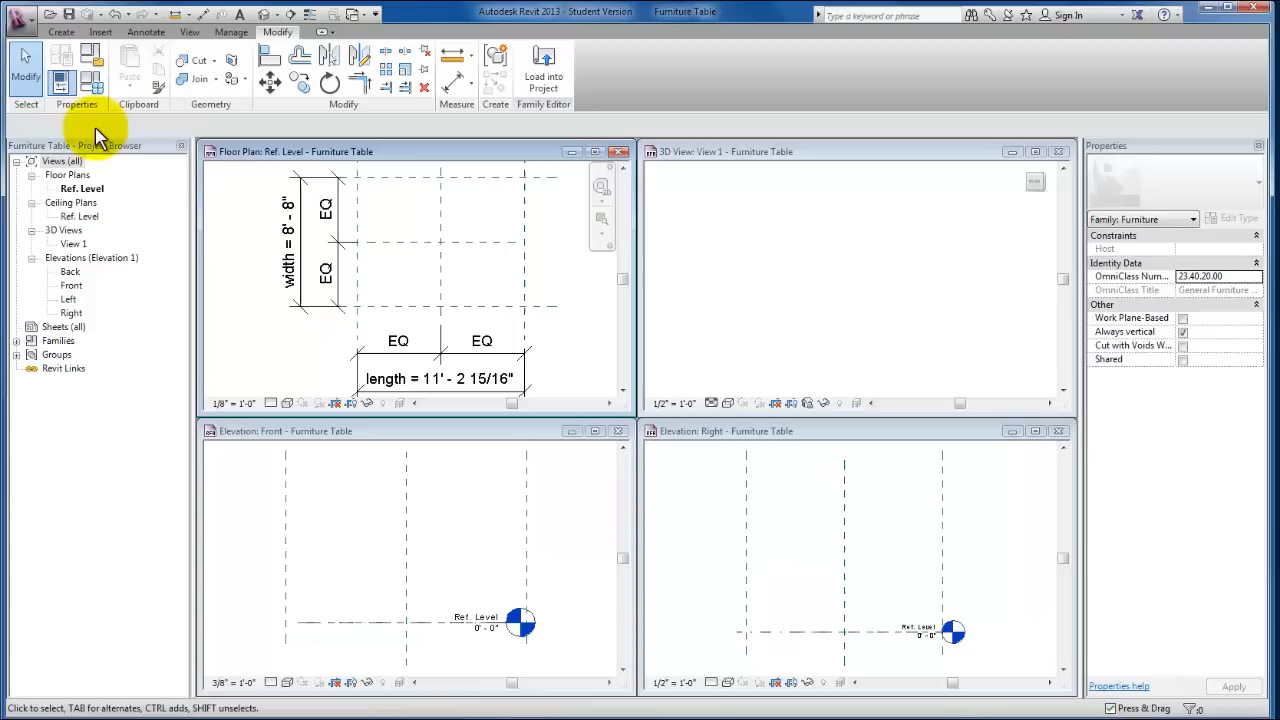 Autodesk Revit 2013 - Student Version    Furniture Table
Type a keyword or phrase
Sign In
Create Insert Annotate View Manage Modify
Modify
Paste
Cut
Join
Load into
Project
Select Properties Clipboard Geometry Modify Measure Create Family Editor
Furniture Table - Proj Browser
Views (all)
Floor Plans
Ref. Level
Ceiling Plans
Ref. Level
3D Views
View 1
Elevations (Elevation 1)
Back
Front
Left
Right
Sheets (all)
Families
Groups
Revit Links
Floor Plan: Ref. Level - Furniture Table
width = 8' - 8"
EQ
EQ
EQ EQ
length = 11' - 2 15/16"
1/8" = 1'-0"
3D View: View 1 - Furniture Table
1/2" = 1'-0"
Elevation: Front - Furniture Table
Ref. Level
0' - 0"
3/8" = 1'-0"
Elevation: Right - Furniture Table
Ref. Level
0' - 0"
1/2" = 1'-0"
Properties
Family: Furniture
Edit Type
Constraints
Host
Identity Data
OmniClass Num... 23.40.20.00
OmniClass Title General Furniture ...
Other
Work Plane-Based
Always vertical
Cut with Voids W...
Shared
Properties help
Apply
Click to select, TAB for alternates, CTRL adds, SHIFT unselects.
Press & Drag
:0